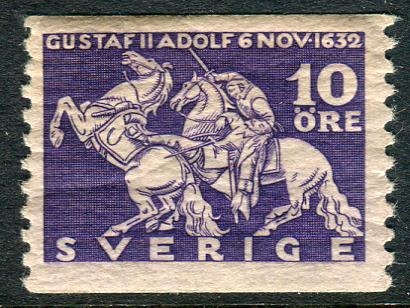 GUSTAF II ADOLF 6 NOV. 1632
10
ÖRE
SVERIGE